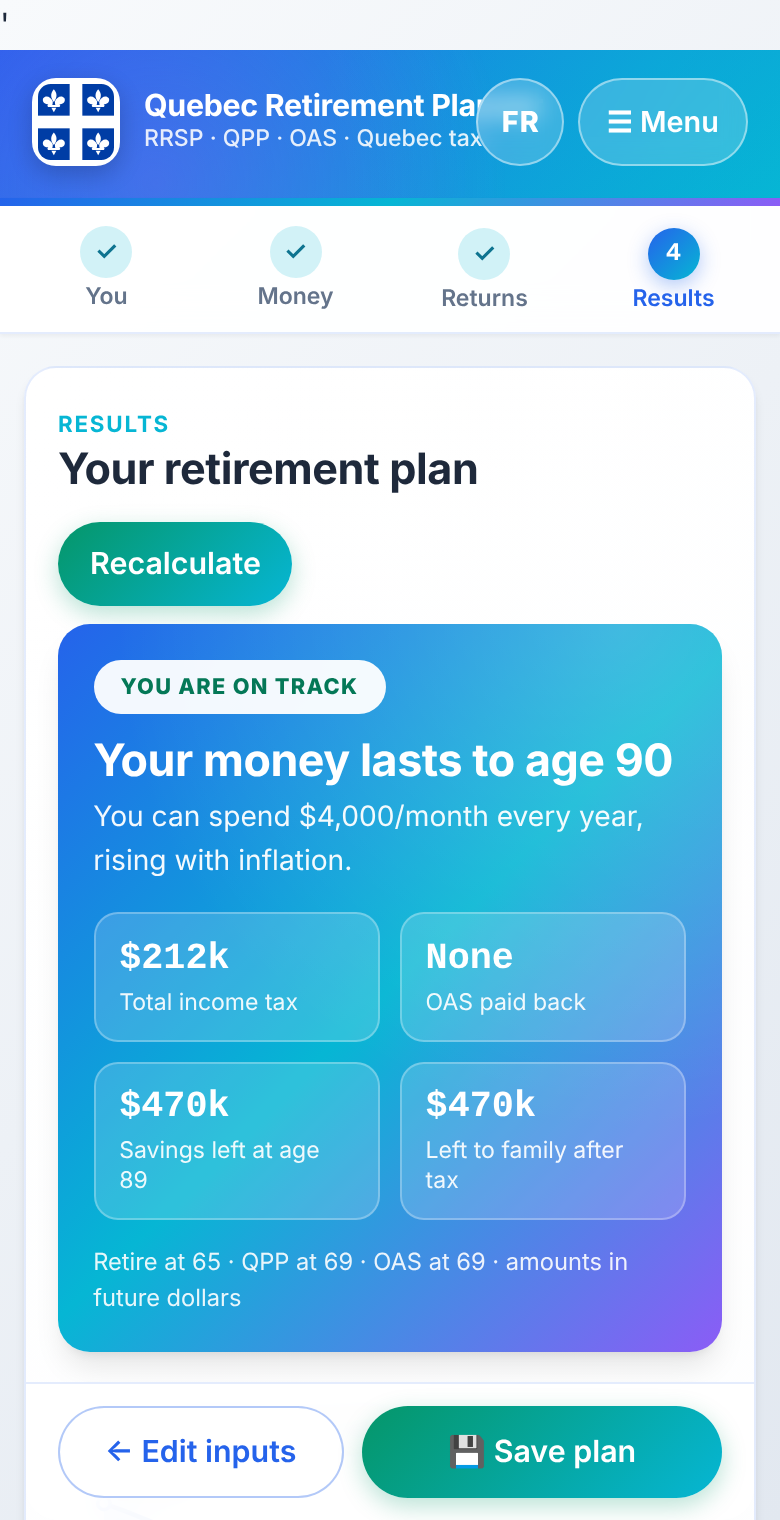 '
Quebec Retirement Plan
RRSP · QPP · OAS · Quebec tax
FR
☰ Menu
✓
✓
✓
4
You
Money
Returns
Results
RESULTS
Your retirement plan
Recalculate
YOU ARE ON TRACK
Your money lasts to age 90
You can spend $4,000/month every year,
rising with inflation.
$212k
Total income tax
None
OAS paid back
$470k
Savings left at age
89
$470k
Left to family after
tax
Retire at 65 · QPP at 69 · OAS at 69 · amounts in
future dollars
← Edit inputs
💾 Save plan